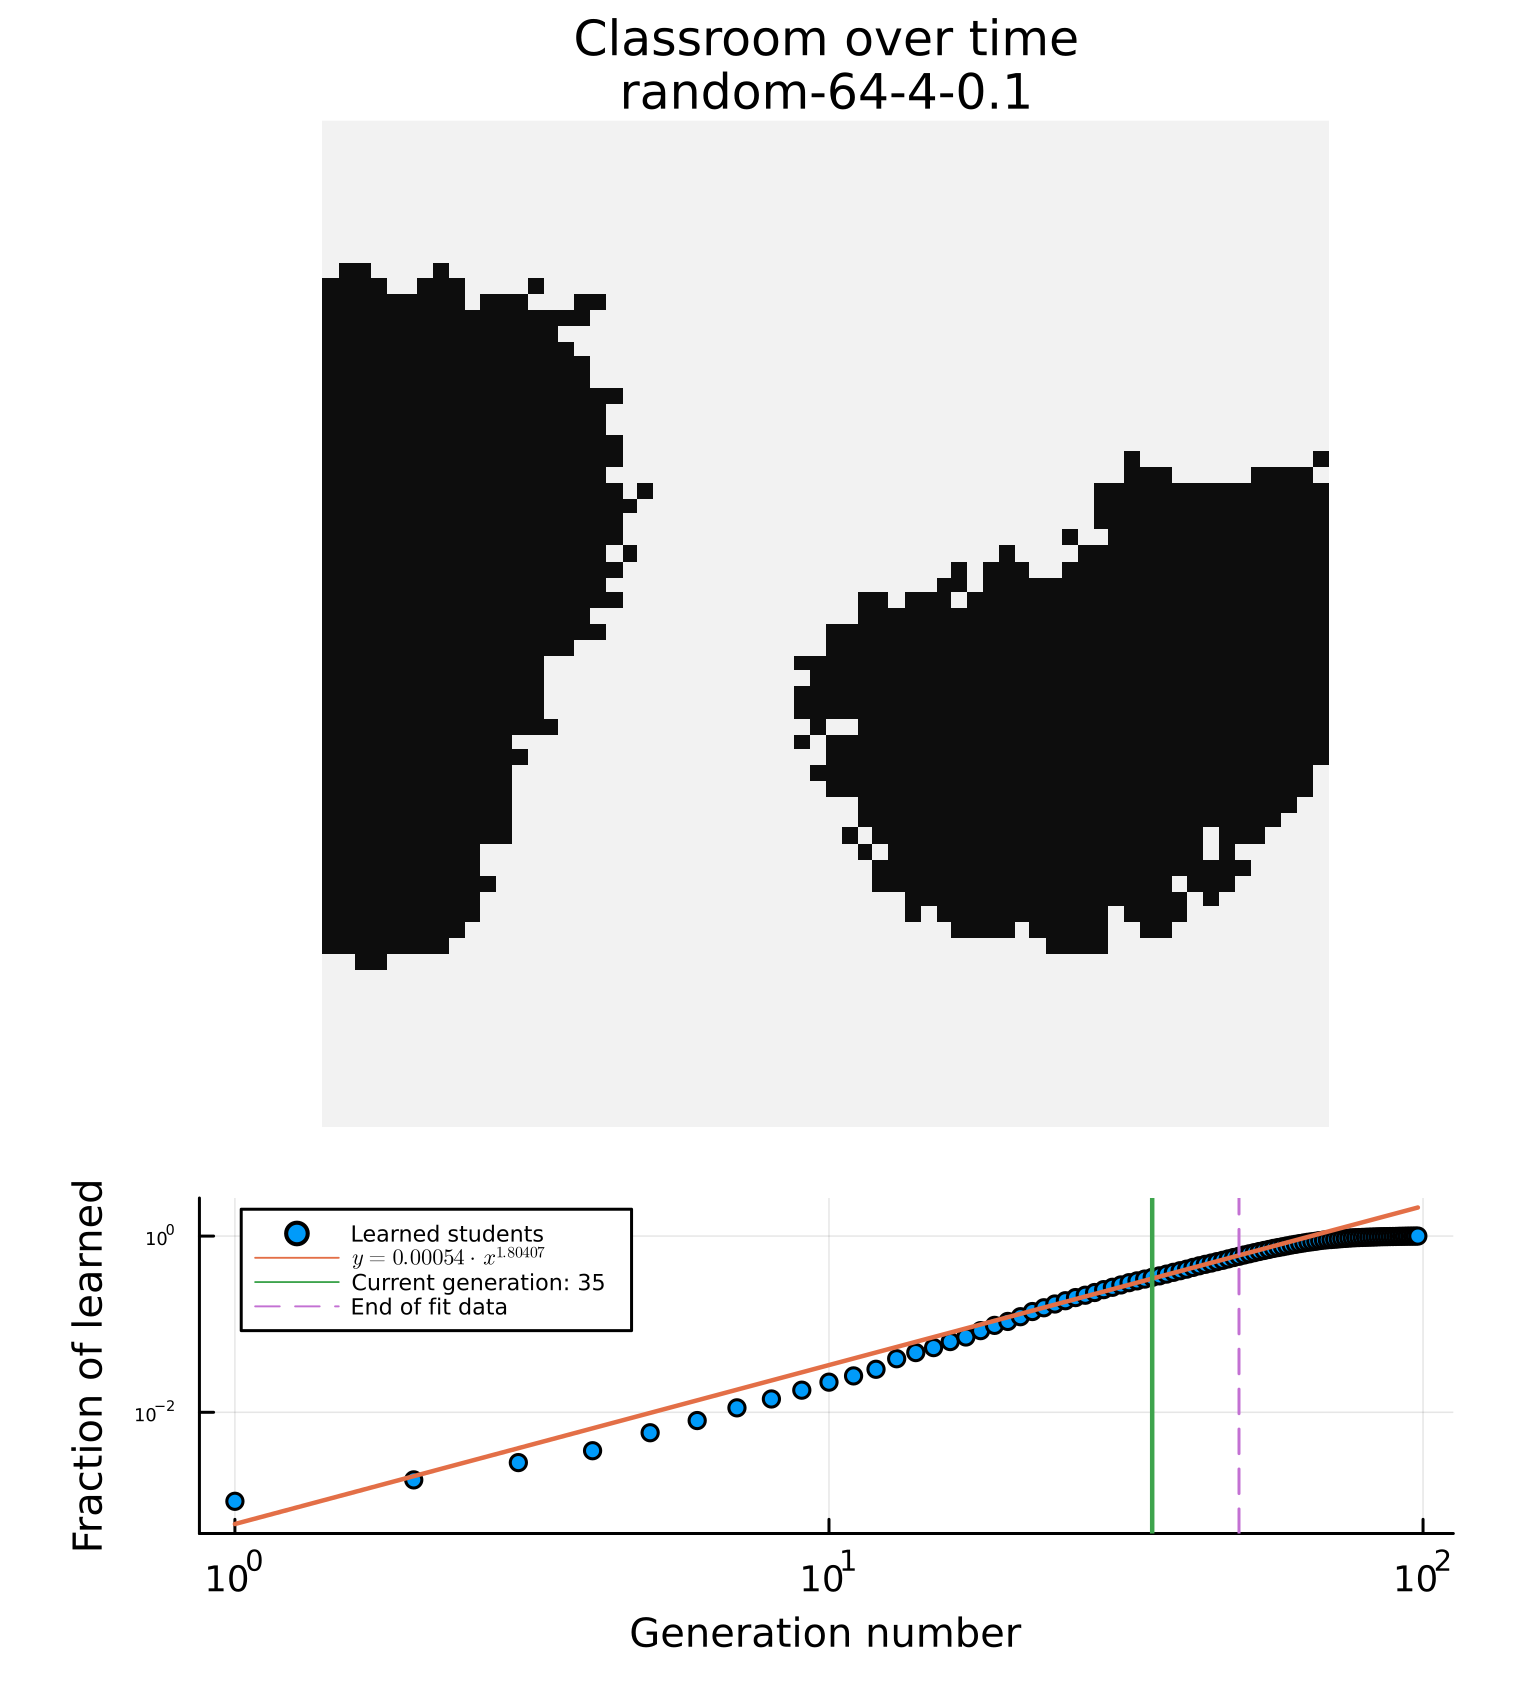 Classroom over time
random-64-4-0.1
Fraction of learned
10⁰
10⁻²
Learned students
y = 0.00054 · x^1.80407
Current generation: 35
End of fit data
10⁰ 10¹ 10²
Generation number